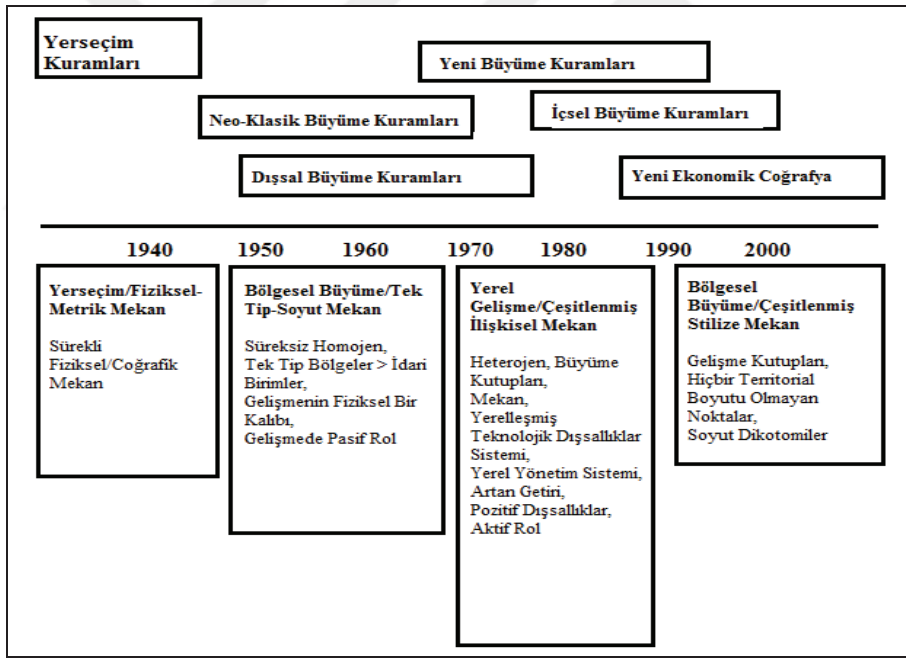 Yerseçim
Kuramları
Yeni Büyüme Kuramları
Neo-Klasik Büyüme Kuramları
İçsel Büyüme Kuramları
Dışsal Büyüme Kuramları
Yeni Ekonomik Coğrafya
1940 1950 1960 1970 1980 1990 2000
Yerseçim/Fiziksel-
Metrik Mekan
Sürekli
Fiziksel/Coğrafik
Mekan
Bölgesel Büyüme/Tek
Tip-Soyut Mekan
Süreksiz Homojen,
Tek Tip Bölgeler > İdari
Birimler,
Gelişmenin Fiziksel Bir
Kalıbı,
Gelişmede Pasif Rol
Yerel
Gelişme/Çeşitlenmiş
İlişkisel Mekan
Heterojen, Büyüme
Kutupları,
Mekan,
Yerelleşmiş
Teknolojik Dışsallıklar
Sistemi,
Yerel Yönetim Sistemi,
Artan Getiri,
Pozitif Dışsallıklar,
Aktif Rol
Bölgesel
Büyüme/Çeşitlenmiş
Stilize Mekan
Gelişme Kutupları,
Hiçbir Territorial
Boyutu Olmayan
Noktalar,
Soyut Dikotomiler